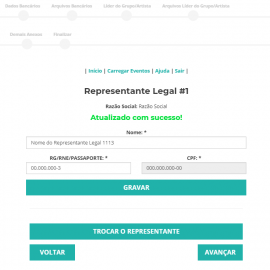 Dados Bancários Arquivos Bancários Líder do Grupo/Série Arquivos Líder do Grupo/Série
Demais Anexos Finalizar
| Início | Carregar Eventos | Ajuda | Sair |
Representante Legal #1
Razão Social: Razão Social
Atualizado com sucesso!
Nome: *
Nome do Representante Legal 1113
RG/RNE/PASSAPORTE: * CPF: *
00.000.000-3 000.000.000-00
GRAVAR
TROCAR O REPRESENTANTE
VOLTAR AVANÇAR